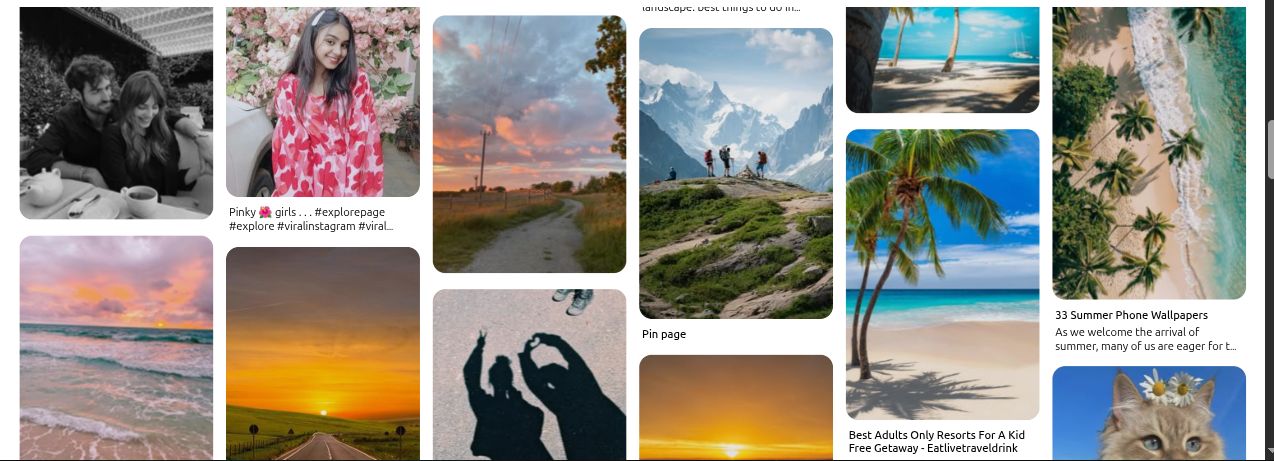 landscape. best things to do in...
Pinky 🌺 girls . . . #explorepage
#explore #viralinstagram #viral...
Pin page
33 Summer Phone Wallpapers
As we welcome the arrival of
summer, many of us are eager for t...
Best Adults Only Resorts For A Kid
Free Getaway - Eatlivetraveldrink